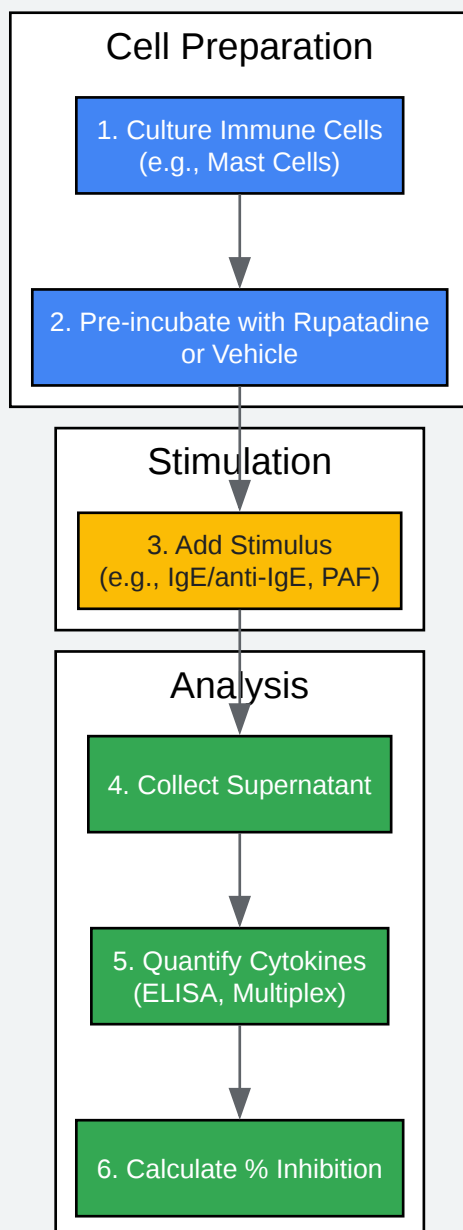 Cell Preparation
1. Culture Immune Cells
(e.g., Mast Cells)
2. Pre-incubate with Rupatadine
or Vehicle
Stimulation
3. Add Stimulus
(e.g., IgE/anti-IgE, PAF)
Analysis
4. Collect Supernatant
5. Quantify Cytokines
(ELISA, Multiplex)
6. Calculate % Inhibition